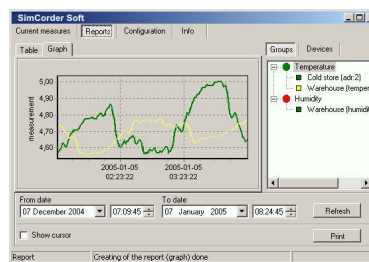 SimCorder Soft
Current measures Reports Configuration Info
Table Graph
Groups Devices
5,00
4,90
4,80
4,70
4,60
measurement
2005-01-05 2005-01-05
02:23:22 03:23:22
Temperature
Cold store (adr:2)
Warehouse (temper
Humidity
Warehouse (humidi
From date To date
07 December 2004 07:09:45 07 January 2005 08:24:45 Refresh
Show cursor Print
Report Creating of the report (graph) done